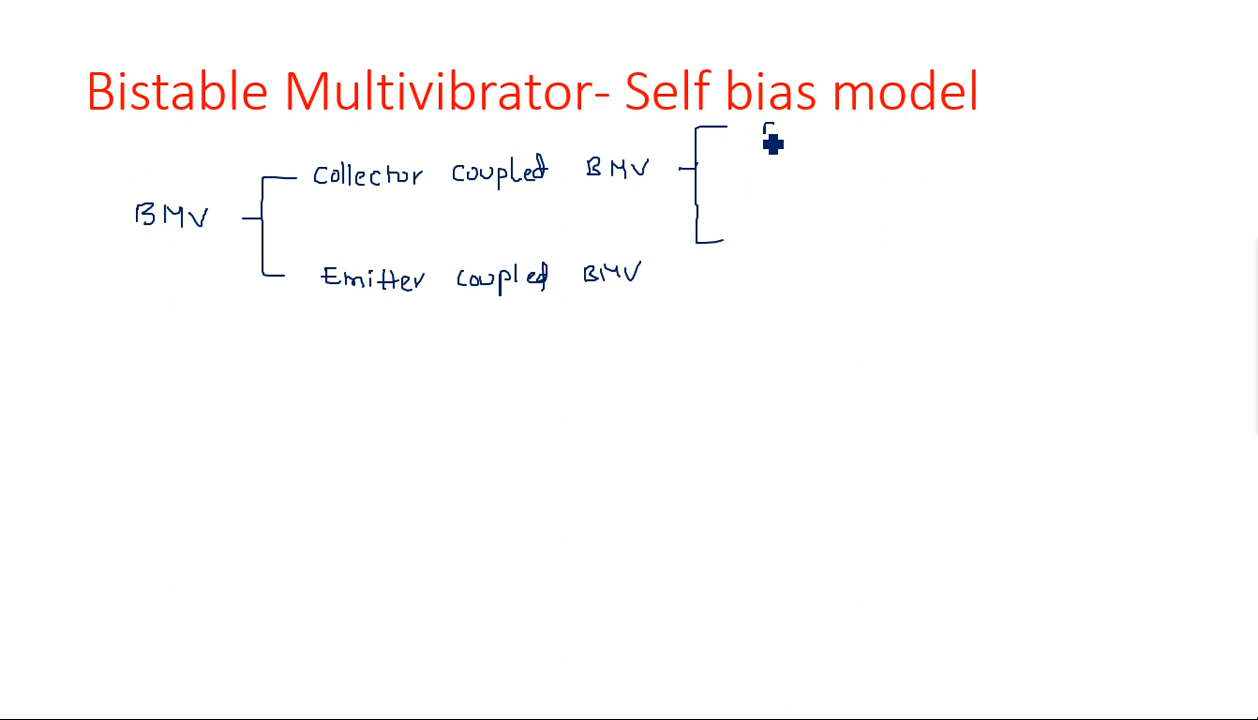 Bistable Multivibrator- Self bias model
Collector Coupled BMV
BMV
Emitter coupled BMV